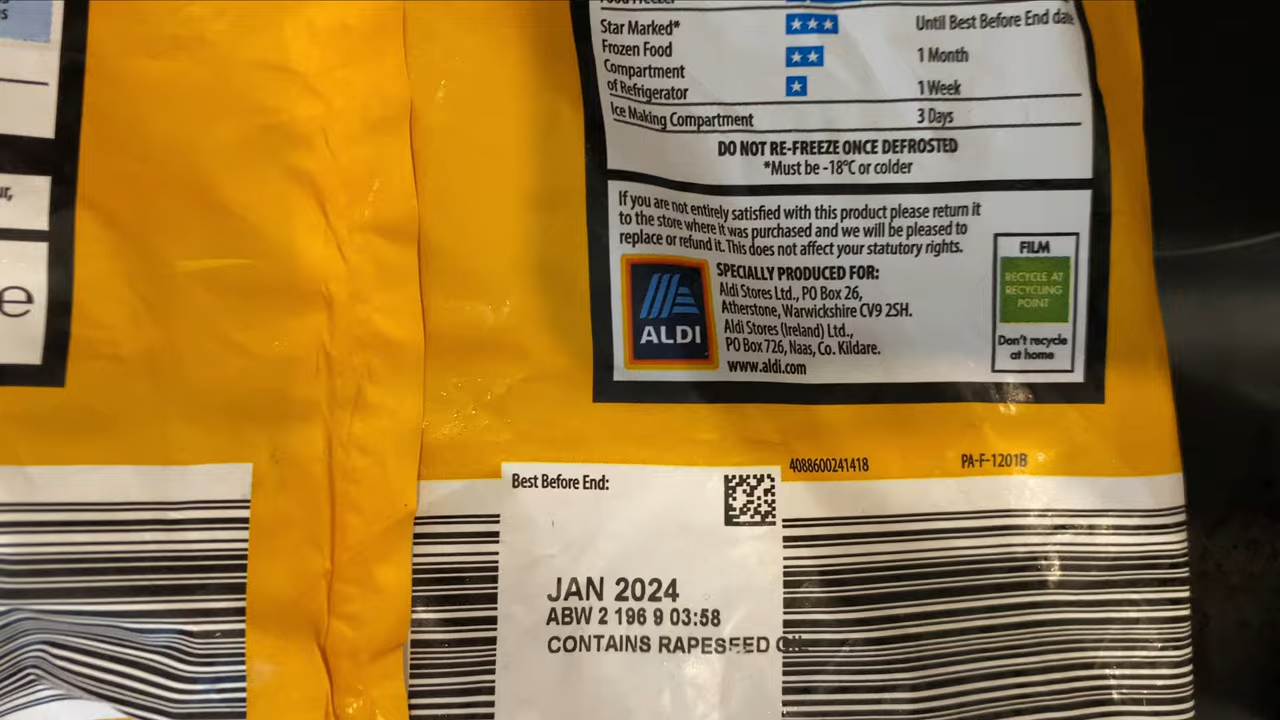 s
ur,
e
Food Freezer
Star Marked* Until Best Before End date
Frozen Food 1 Month
Compartment
of Refrigerator 1 Week
Ice Making Compartment 3 Days
DO NOT RE-FREEZE ONCE DEFROSTED
*Must be -18°C or colder
If you are not entirely satisfied with this product please return it
to the store where it was purchased and we will be pleased to
replace or refund it. This does not affect your statutory rights.
ALDI
SPECIALLY PRODUCED FOR:
Aldi Stores Ltd., PO Box 26,
Atherstone, Warwickshire CV9 2SH.
Aldi Stores (Ireland) Ltd.,
PO Box 726, Naas, Co. Kildare.
www.aldi.com
FILM
RECYCLE AT
RECYCLING
POINT
Don't recycle
at home
4088600241418 PA-F-1201B
Best Before End:
JAN 2024
ABW 2 196 9 03:58
CONTAINS RAPESEED OIL